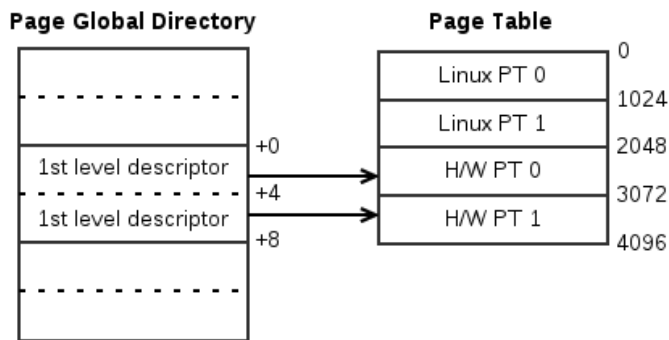 Page Global Directory
Page Table
0
Linux PT 0
1024
Linux PT 1
+0
2048
1st level descriptor
H/W PT 0
+4
3072
1st level descriptor
H/W PT 1
+8
4096